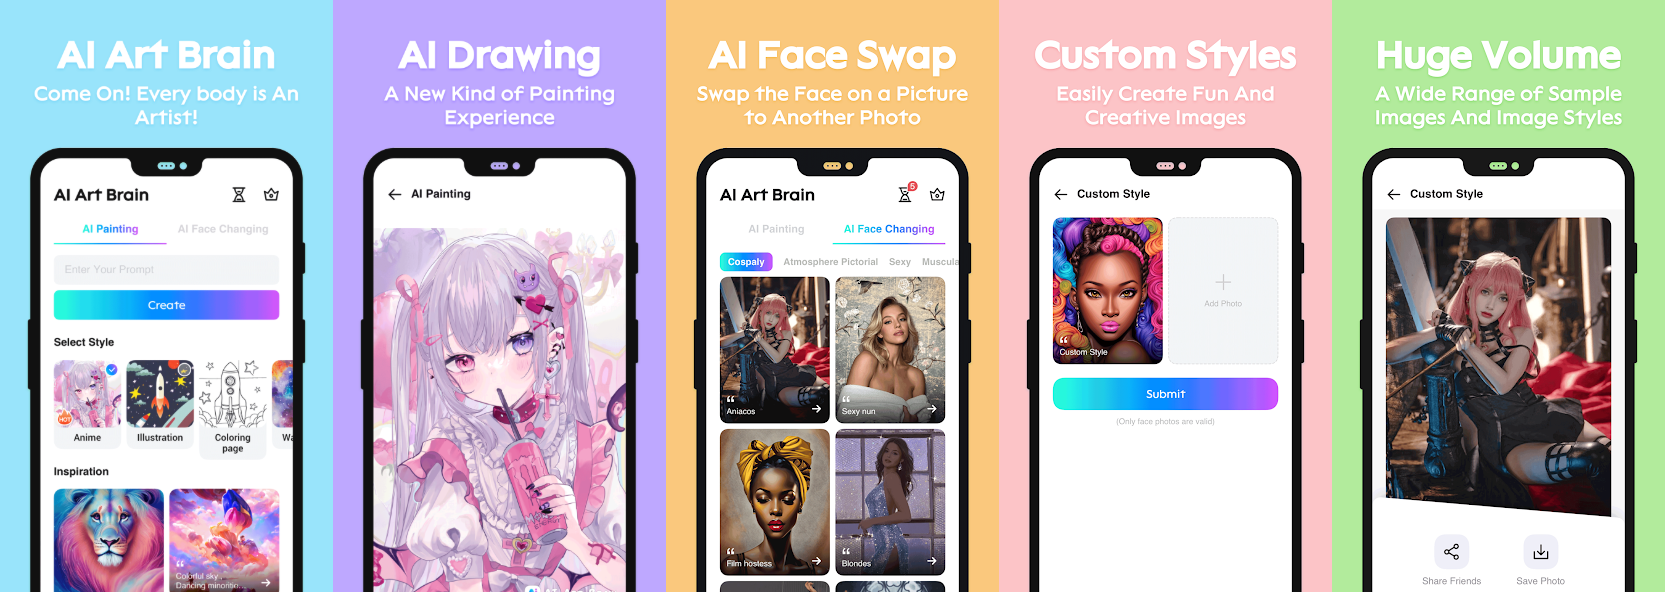 AI Art Brain
Come On! Every body is An
Artist!
AI Art Brain
AI Painting
AI Face Changing
Enter Your Prompt
Create
Select Style
HOT
Anime
Illustration
Coloring
page
Wa
Inspiration
Colorful sky,
Dancing minoritio...
AI Drawing
A New Kind of Painting
Experience
AI Painting
AI Face Swap
Swap the Face on a Picture
to Another Photo
AI Art Brain
5
AI Painting
AI Face Changing
Cospaly
Atmosphere Pictorial
Sexy
Muscula
Aniacos
Sexy nun
Film hostess
Blondes
Custom Styles
Easily Create Fun And
Creative Images
Custom Style
Custom Style
Add Photo
Submit
(Only face photos are valid)
Huge Volume
A Wide Range of Sample
Images And Image Styles
Custom Style
Share Friends
Save Photo